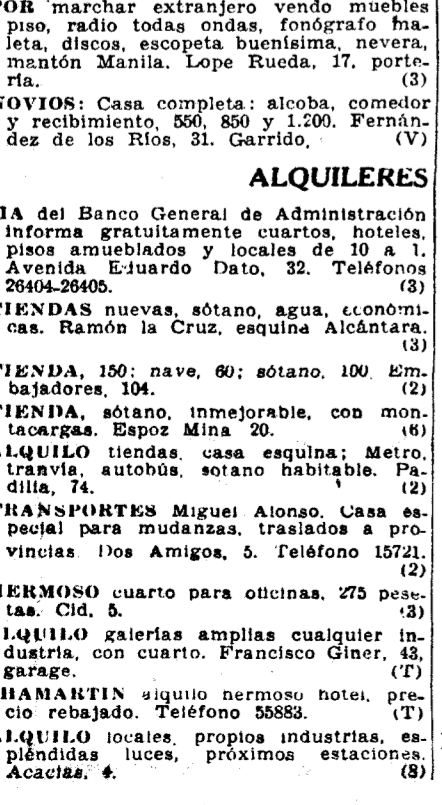 POR marchar extranjero vendo muebles
piso, radio todas ondas, fonógrafo ma-
leta, discos, escopeta buenísima, nevera,
mantón Manila. Lope Rueda, 17, porte-
ría. (3)
NOVIOS: Casa completa: alcoba, comedor
y recibimiento, 550, 850 y 1.200. Fernán-
dez de los Ríos, 31. Garrido, (V)
ALQUILERES
IA del Banco General de Administración
informa gratuitamente cuartos, hoteles,
pisos amueblados y locales de 10 a 1.
Avenida Eduardo Dato, 32. Teléfonos
26404-26405. (3)
TIENDAS nuevas, sótano, agua, económi-
cas. Ramón la Cruz, esquina Alcántara.
(3)
TIENDA, 150; nave, 60; sótano, 100. Em-
bajadores, 104. (2)
TIENDA, sótano, inmejorable, con mon-
tacargas. Espoz Mina 20. (6)
ALQUILO tiendas, casa esquina; Metro,
tranvía, autobús, sotano habitable. Pa-
dilla, 74. (2)
TRANSPORTES Miguel Alonso. Casa es-
pecial para mudanzas, traslados a pro-
vincias. Dos Amigos, 5. Teléfono 15721.
(2)
HERMOSO cuarto para oficinas, 275 pese-
tas. Cid, 5. (3)
ALQUILO galerías amplias cualquier in-
dustria, con cuarto. Francisco Giner, 43,
garage. (T)
HAMARTIN alquilo hermoso hotel, pre-
cio rebajado. Teléfono 55883. (T)
ALQUILO locales, propios industrias, es-
pléndidas luces, próximos estaciones.
Acacias, 4. (8)